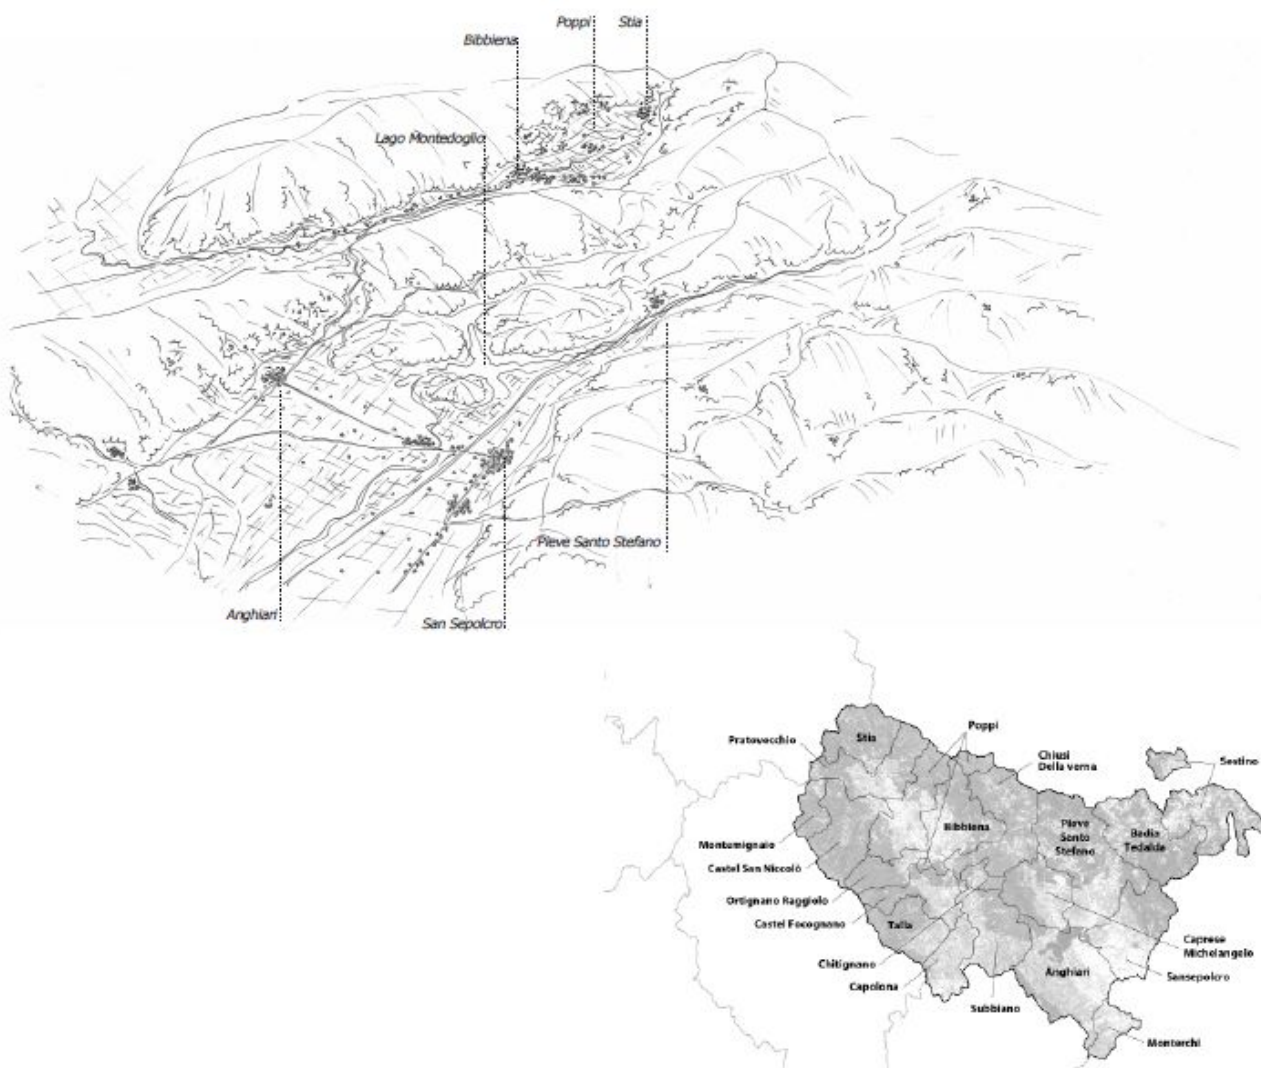 Poppi
Stia
Bibbiena
Lago Montedoglio
Pieve Santo Stefano
Anghiari
San Sepolcro
Poppi
Stia
Pratovecchio
Chiusi
Della verna
Sestino
Bibbiena
Pieve
Santo
Stefano
Badia
Tedalda
Montemignaio
Castel San Niccolò
Ortignano Raggiolo
Castel Focognano
Talla
Caprese
Michelangelo
Chitignano
Anghiari
Sansepolcro
Capolona
Subbiano
Monterchi